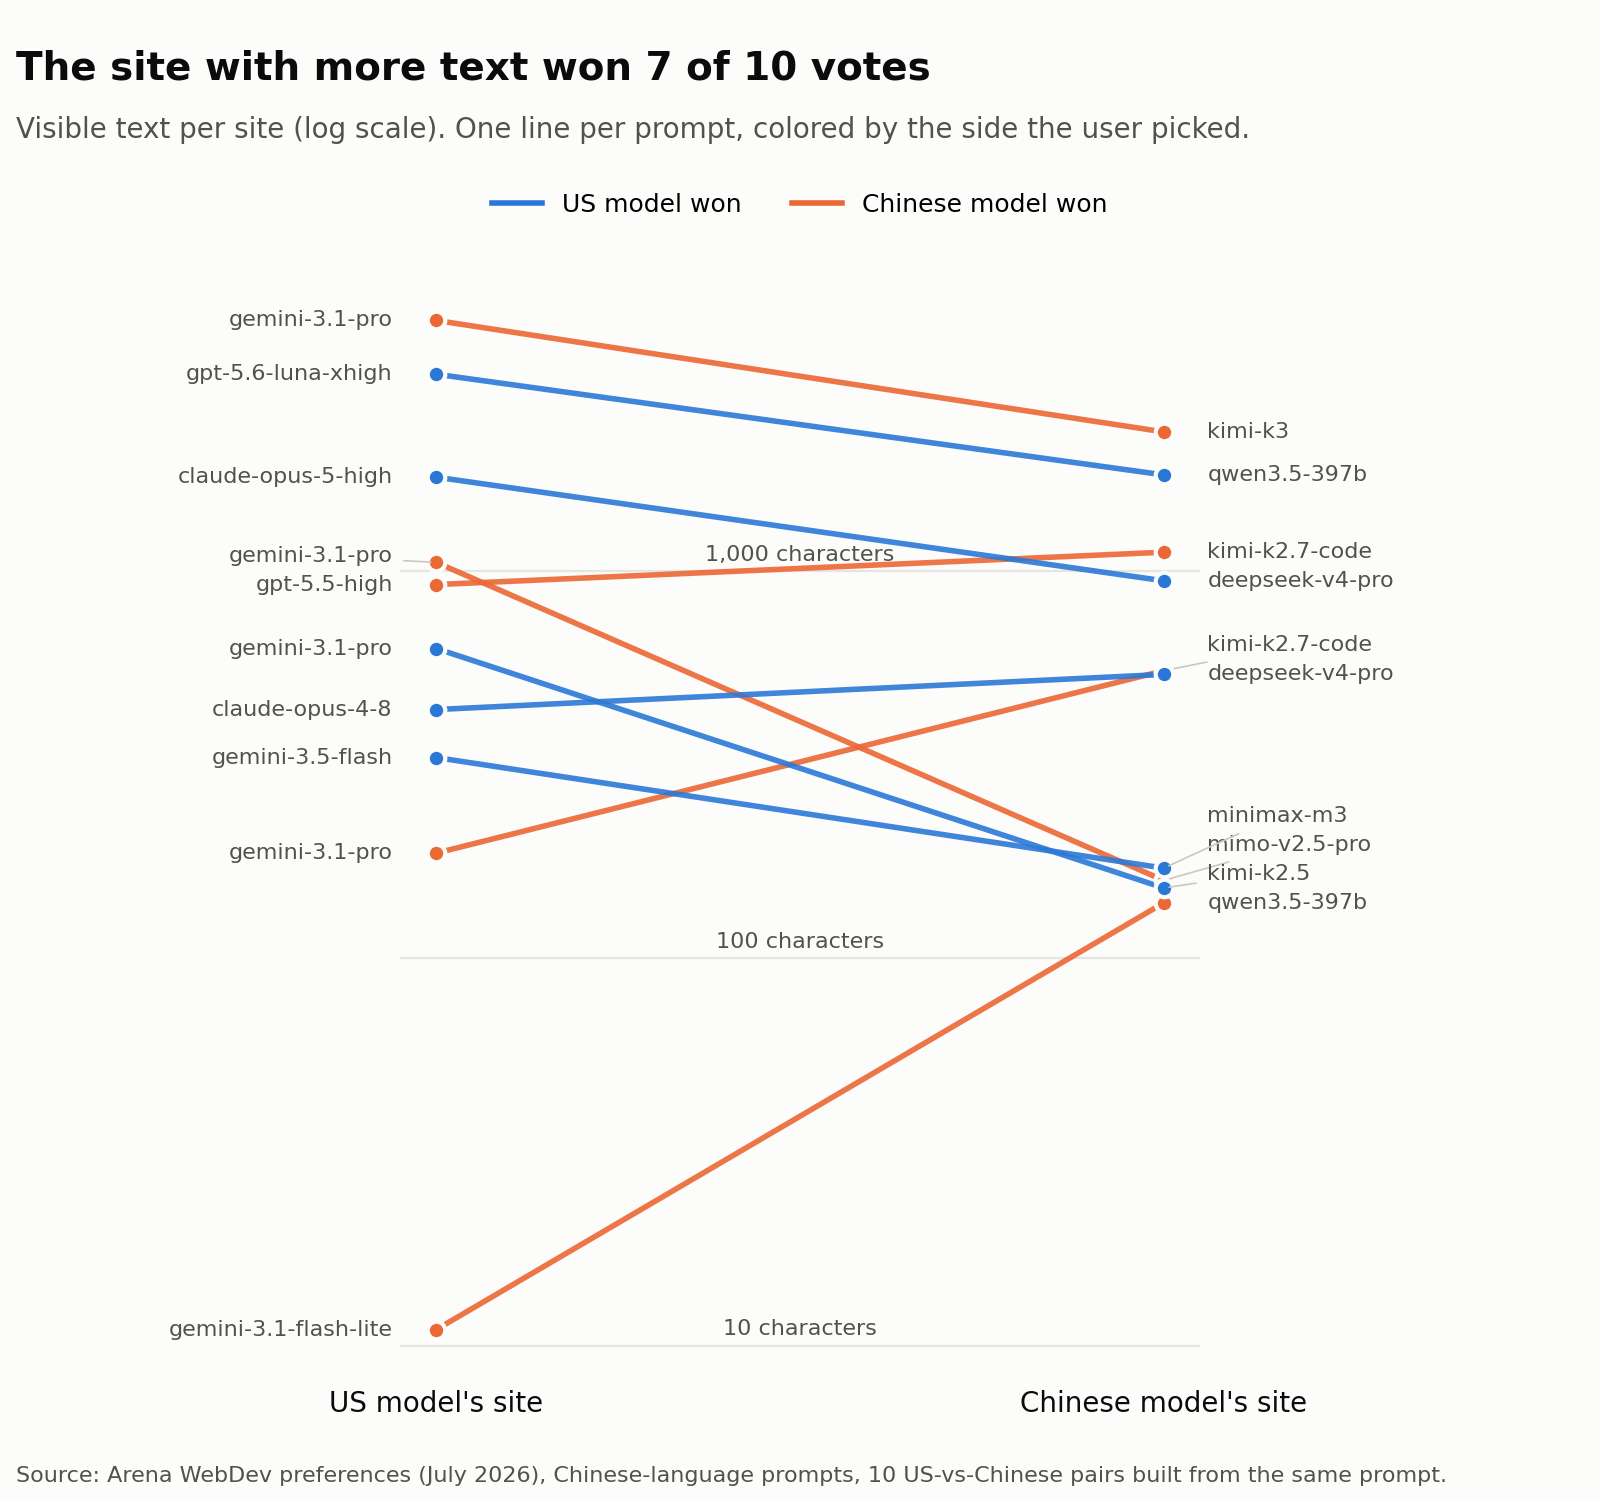 The site with more text won 7 of 10 votes
Visible text per site (log scale). One line per prompt, colored by the side the user picked.
US model won
Chinese model won
gemini-3.1-pro
gpt-5.6-luna-xhigh
claude-opus-5-high
gemini-3.1-pro
gpt-5.5-high
gemini-3.1-pro
claude-opus-4-8
gemini-3.5-flash
gemini-3.1-pro
gemini-3.1-flash-lite
1,000 characters
100 characters
10 characters
kimi-k3
qwen3.5-397b
kimi-k2.7-code
deepseek-v4-pro
kimi-k2.7-code
deepseek-v4-pro
minimax-m3
mimo-v2.5-pro
kimi-k2.5
qwen3.5-397b
US model's site
Chinese model's site
Source: Arena WebDev preferences (July 2026), Chinese-language prompts, 10 US-vs-Chinese pairs built from the same prompt.